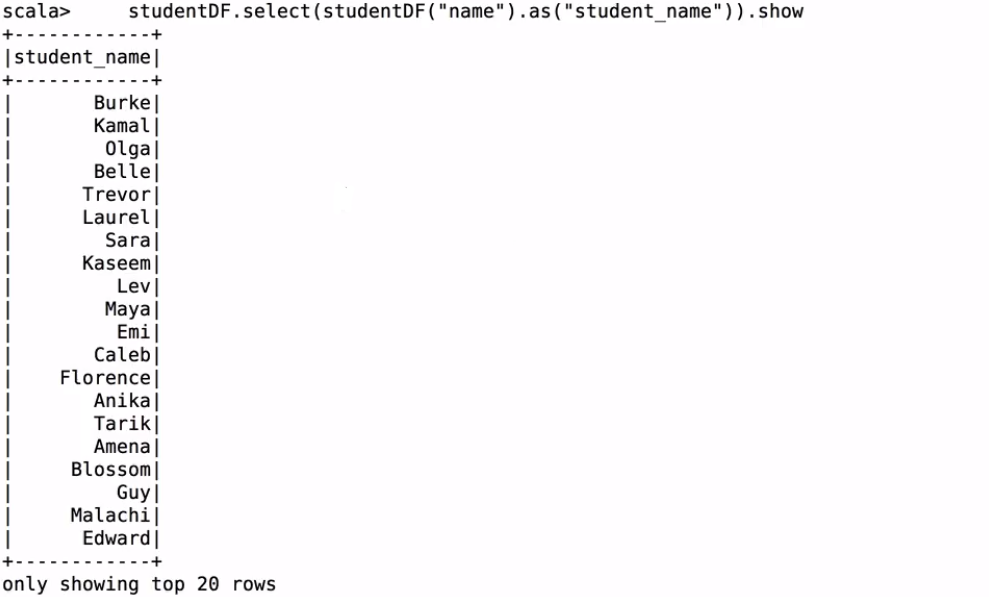 scala>     studentDF.select(studentDF("name").as("student_name")).show
+------------+
|student_name|
+------------+
|       Burke|
|       Kamal|
|        Olga|
|       Belle|
|      Trevor|
|      Laurel|
|        Sara|
|      Kaseem|
|         Lev|
|        Maya|
|         Emi|
|       Caleb|
|    Florence|
|       Anika|
|       Tarik|
|       Amena|
|     Blossom|
|         Guy|
|     Malachi|
|      Edward|
+------------+
only showing top 20 rows